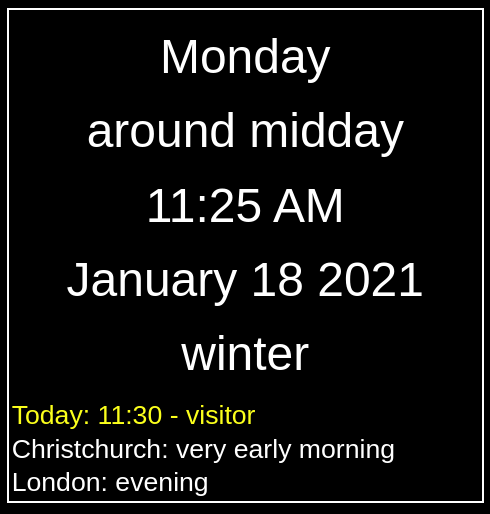 Monday
around midday
11:25 AM
January 18 2021
winter
Today: 11:30 - visitor
Christchurch: very early morning
London: evening